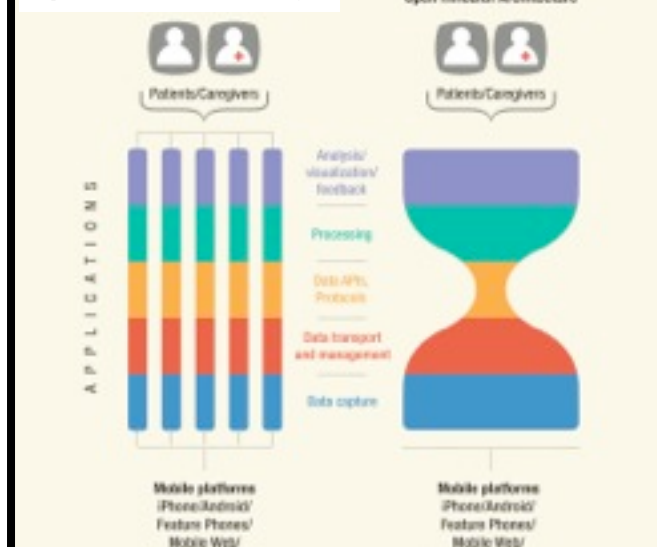 Open mHealth Architecture
Patients/Caregivers
Patients/Caregivers
APPLICATIONS
Analysis/
visualization/
feedback
Processing
Data APIs,
Protocols
Data transport
and management
Data capture
Mobile platforms
iPhone/Android/
Feature Phones/
Mobile Web/
Mobile platforms
iPhone/Android/
Feature Phones/
Mobile Web/